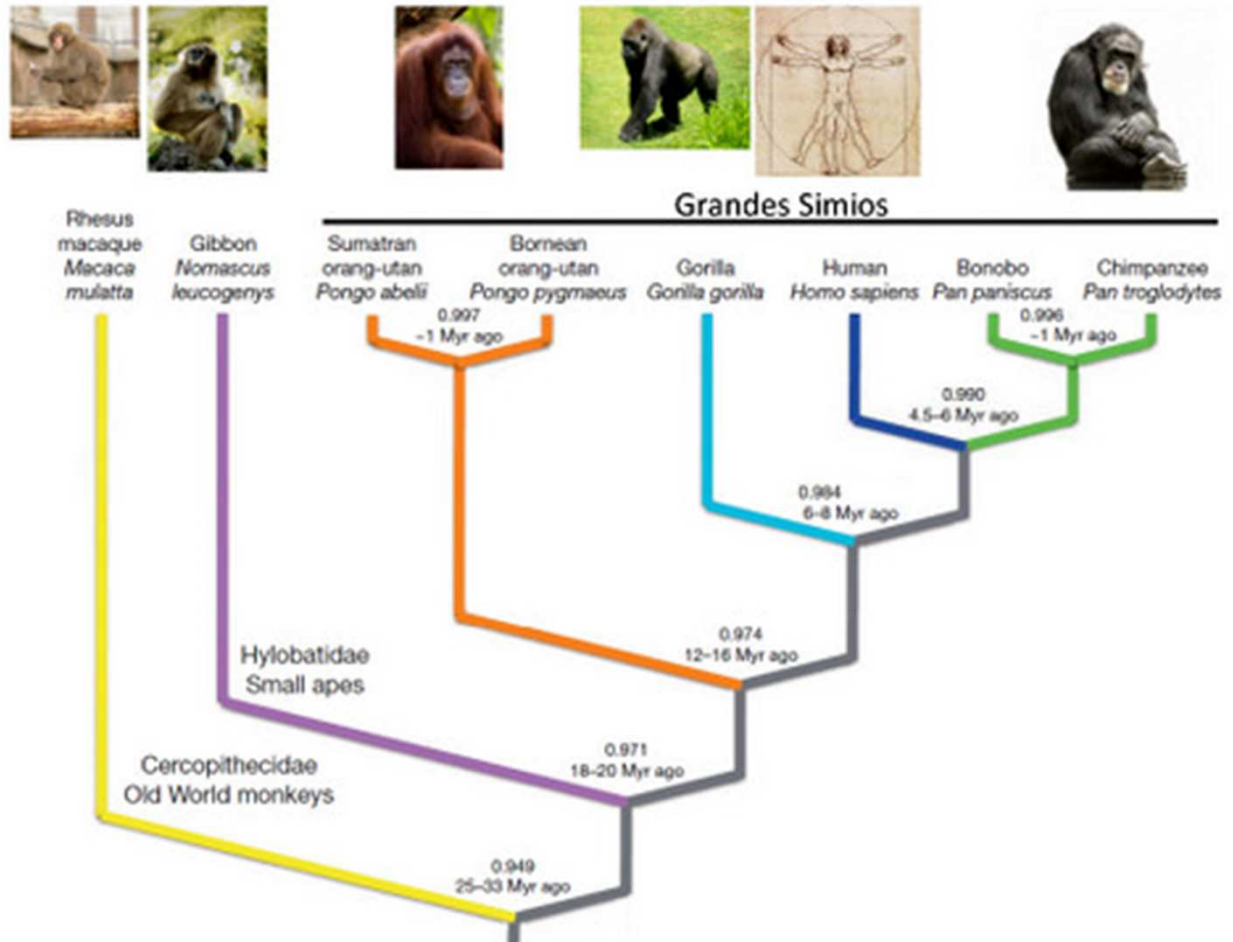 Grandes Simios
Rhesus
macaque
Macaca
mulatta
Gibbon
Nomascus
leucogenys
Sumatran
orang-utan
Pongo abelii
Bornean
orang-utan
Pongo pygmaeus
Gorilla
Gorilla gorilla
Human
Homo sapiens
Bonobo
Pan paniscus
Chimpanzee
Pan troglodytes
0.997
~1 Myr ago
0.996
~1 Myr ago
0.990
4.5–6 Myr ago
0.984
6–8 Myr ago
0.974
12–16 Myr ago
Hylobatidae
Small apes
0.971
18–20 Myr ago
Cercopithecidae
Old World monkeys
0.949
25–33 Myr ago